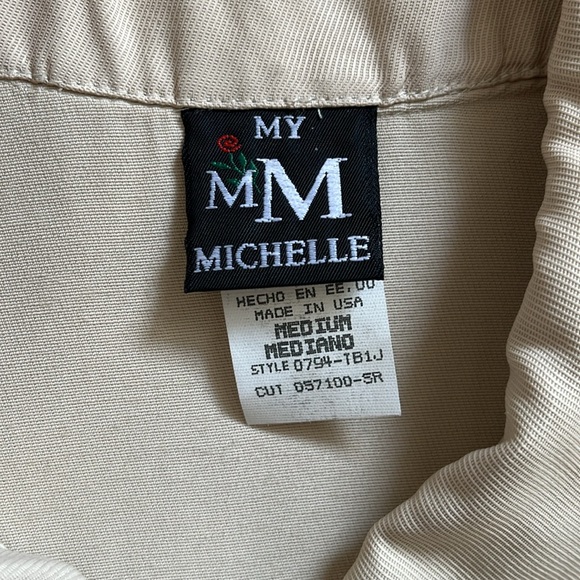 MY
MM
MICHELLE
HECHO EN EE.UU
MADE IN USA
MEDIUM
MEDIANO
STYLE 0794-TB1J
CUT 057100-SR